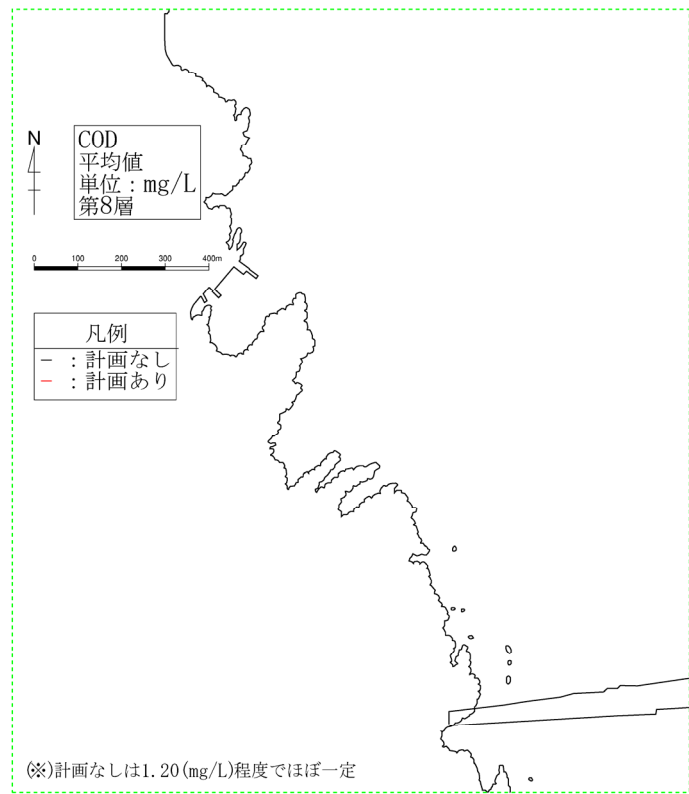 N
COD
平均値
単位：mg/L
第8層
0 100 200 300 400m
凡例
― ：計画なし
― ：計画あり
(※)計画なしは1.20(mg/L)程度でほぼ一定